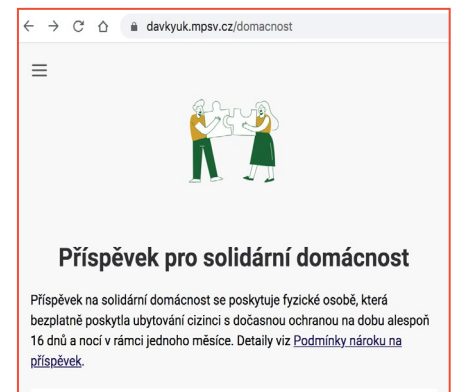 davkyuk.mpsv.cz/domacnost
Příspěvek pro solidární domácnost
Příspěvek na solidární domácnost se poskytuje fyzické osobě, která
bezplatně poskytla ubytování cizinci s dočasnou ochranou na dobu alespoň
16 dnů a nocí v rámci jednoho měsíce. Detaily viz Podmínky nároku na
příspěvek.